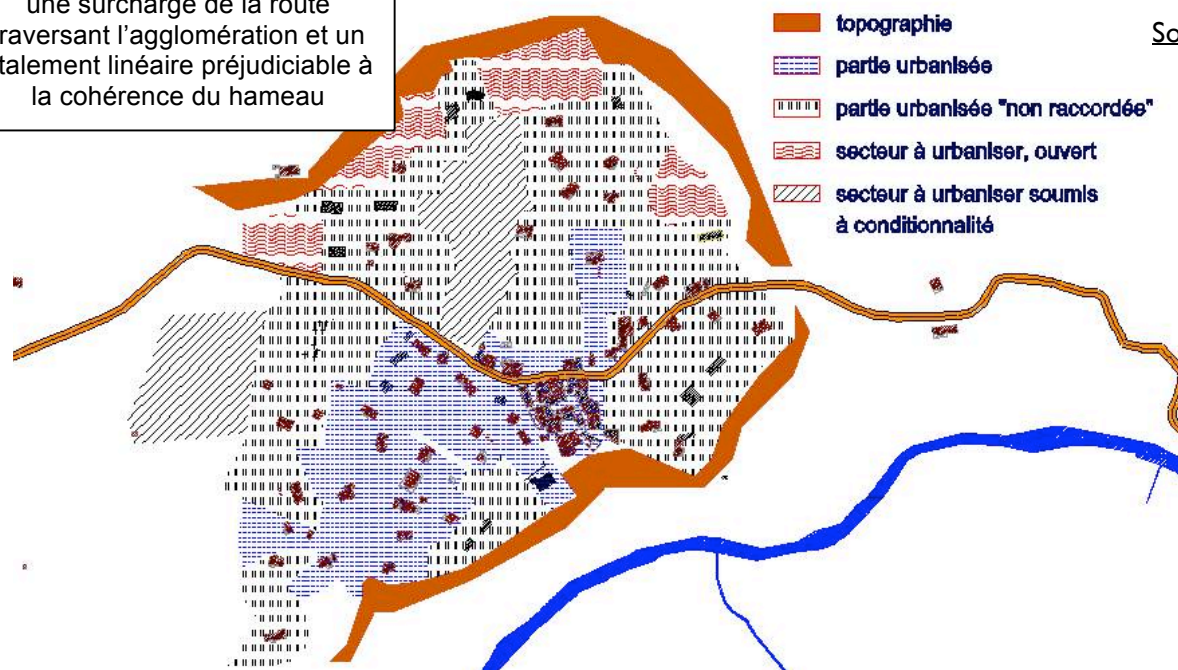 une surcharge de la route
raversant l’agglomération et un
talement linéaire préjudiciable à
la cohérence du hameau
topographie
So
partie urbanisée
partie urbanisée "non raccordée"
secteur à urbaniser, ouvert
secteur à urbaniser soumis
à conditionnalité